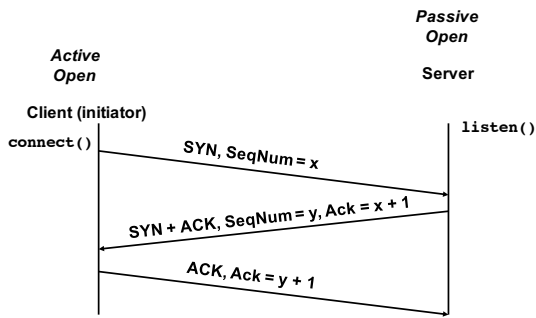 Passive
Open
Active
Open
Server
Client (initiator)
listen()
connect()
SYN, SeqNum = x
SYN + ACK, SeqNum = y, Ack = x + 1
ACK, Ack = y + 1